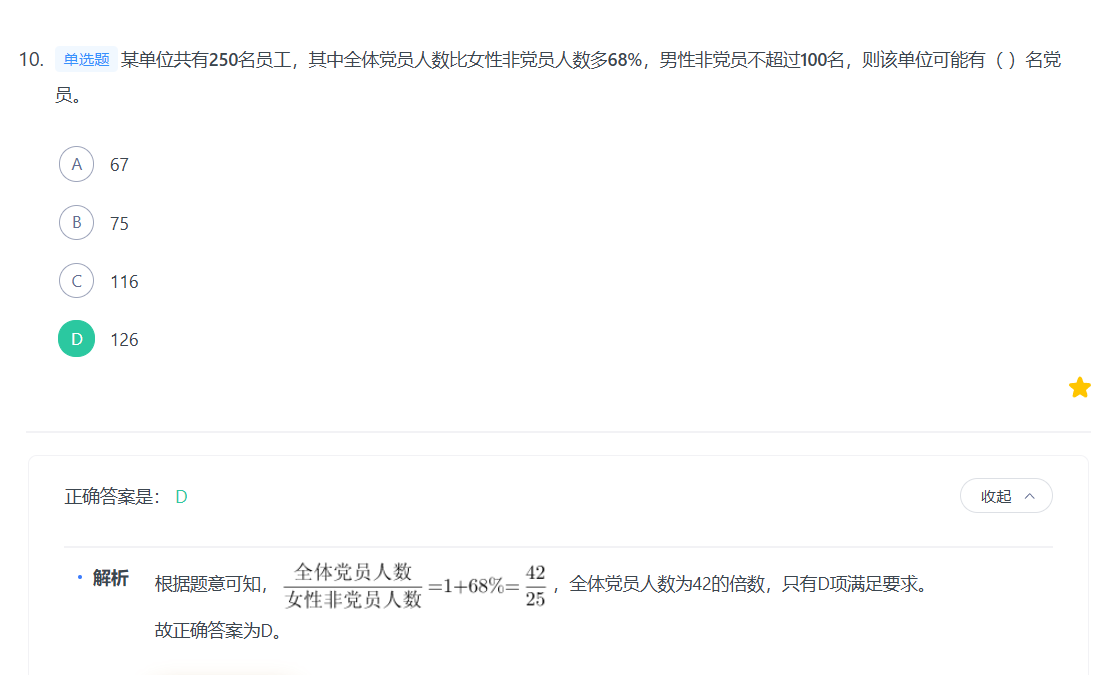 10. 单选题 某单位共有250名员工，其中全体党员人数比女性非党员人数多68%，男性非党员不超过100名，则该单位可能有（ ）名党
员。
A 67
B 75
C 116
D 126
正确答案是： D
收起
· 解析 根据题意可知， 全体党员人数/女性非党员人数 =1+68%= 42/25 ，全体党员人数为42的倍数，只有D项满足要求。
故正确答案为D。